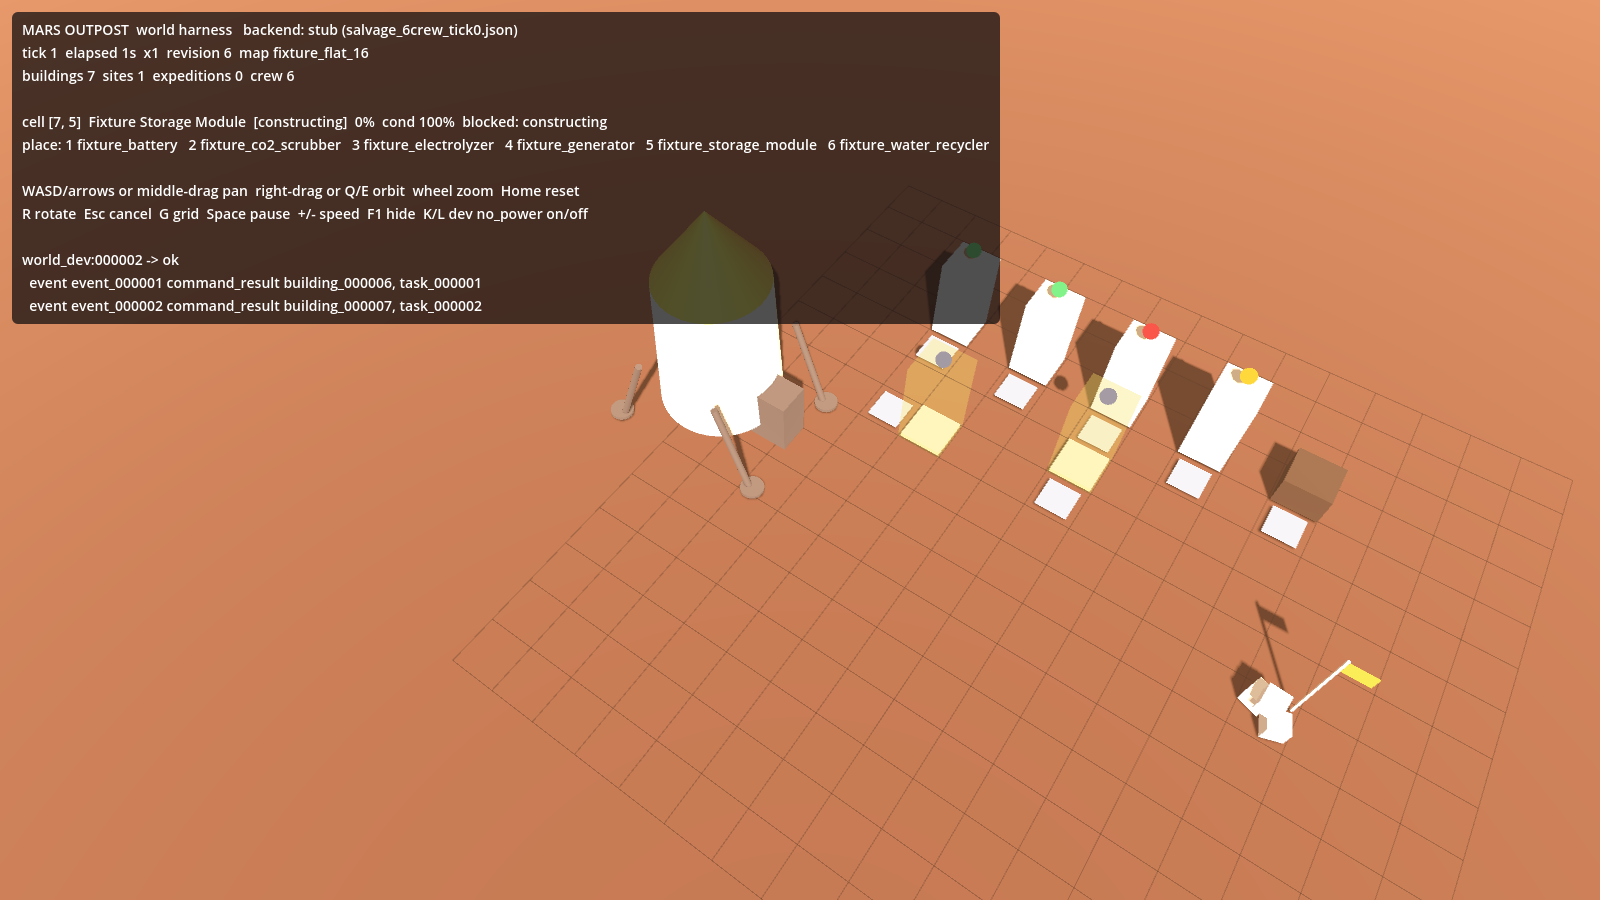 MARS OUTPOST  world harness   backend: stub (salvage_6crew_tick0.json)
tick 1  elapsed 1s  x1  revision 6  map fixture_flat_16
buildings 7  sites 1  expeditions 0  crew 6
cell [7, 5]  Fixture Storage Module  [constructing]  0%  cond 100%  blocked: constructing
place: 1 fixture_battery   2 fixture_co2_scrubber   3 fixture_electrolyzer   4 fixture_generator   5 fixture_storage_module   6 fixture_water_recycler
WASD/arrows or middle-drag pan  right-drag or Q/E orbit  wheel zoom  Home reset
R rotate  Esc cancel  G grid  Space pause  +/- speed  F1 hide  K/L dev no_power on/off
world_dev:000002 -> ok
event event_000001 command_result building_000006, task_000001
event event_000002 command_result building_000007, task_000002